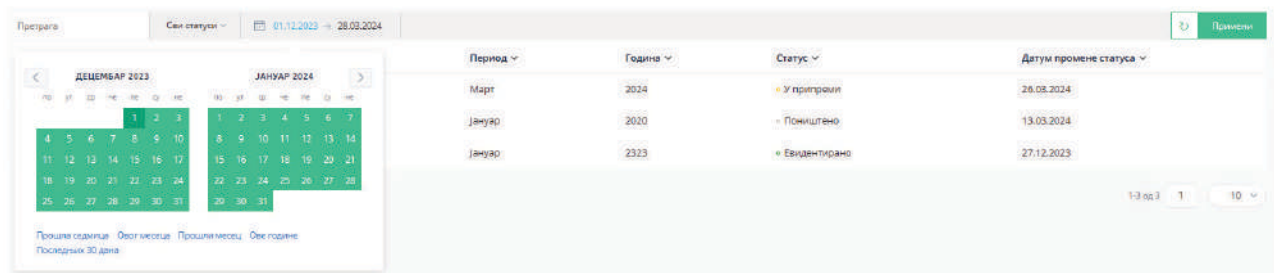 Претрага Сви статуси 01.12.2023 → 28.03.2024 Примени
Период Година Статус Датум промене статуса
ДЕЦЕМБАР 2023 ЈАНУАР 2024
по ут ср че пе су не по ут ср че пе су не
Март 2024 У припреми 26.03.2024
1 2 3 1 2 3 4 5 6 7
Јануар 2020 Поништено 13.03.2024
4 5 6 7 8 9 10 8 9 10 11 12 13 14
Јануар 2323 Евидентирано 27.12.2023
11 12 13 14 15 16 17 15 16 17 18 19 20 21
18 19 20 21 22 23 24 22 23 24 25 26 27 28
25 26 27 28 29 30 31 29 30 31
1-3 од 3 1 10
Прошла седмица Овог месеца Прошли месец Ове године
Последњих 30 дана